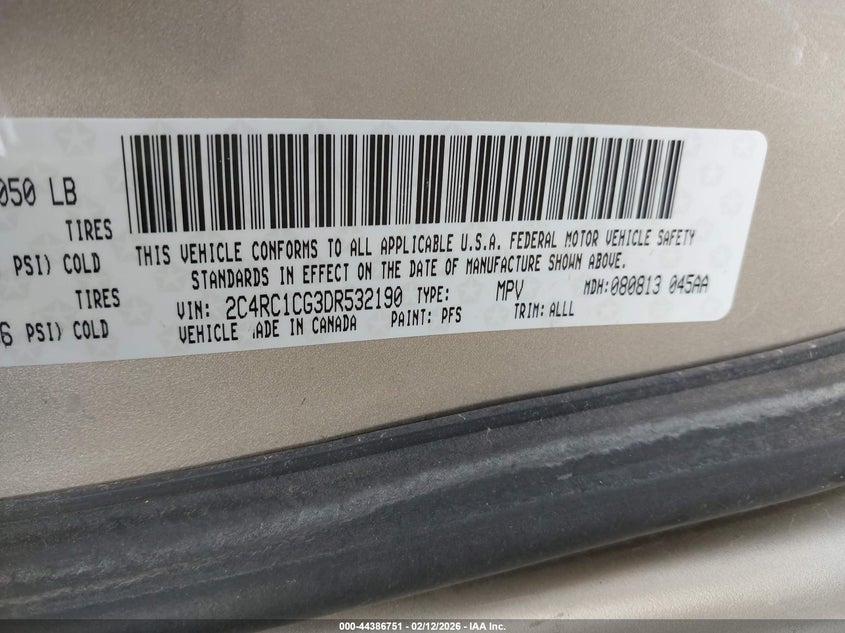 050 LB
TIRES
PSI) COLD
TIRES
6 PSI) COLD
THIS VEHICLE CONFORMS TO ALL APPLICABLE U.S.A. FEDERAL MOTOR VEHICLE SAFETY
STANDARDS IN EFFECT ON THE DATE OF MANUFACTURE SHOWN ABOVE.
VIN: 2C4RC1CG3DR532190 TYPE: MPV MDH:080813 045AA
VEHICLE ADE IN CANADA PAINT: PFS TRIM: ALLL
000-44386751 - 02/12/2026 - IAA Inc.